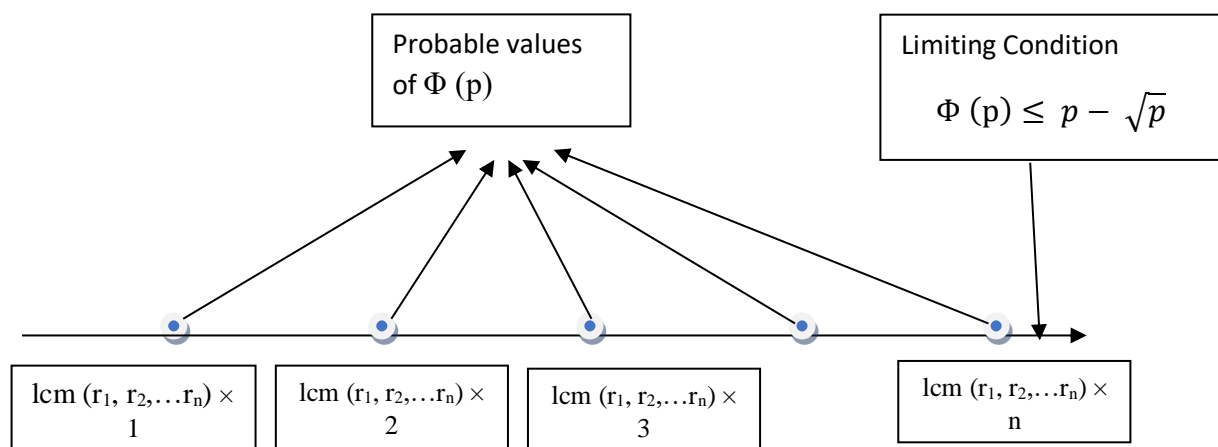 Probable values
of Φ (p)
Limiting Condition
Φ (p) ≤ p − √p
lcm (r₁, r₂,…rₙ) ×
1
lcm (r₁, r₂,…rₙ) ×
2
lcm (r₁, r₂,…rₙ) ×
3
lcm (r₁, r₂,…rₙ) ×
n